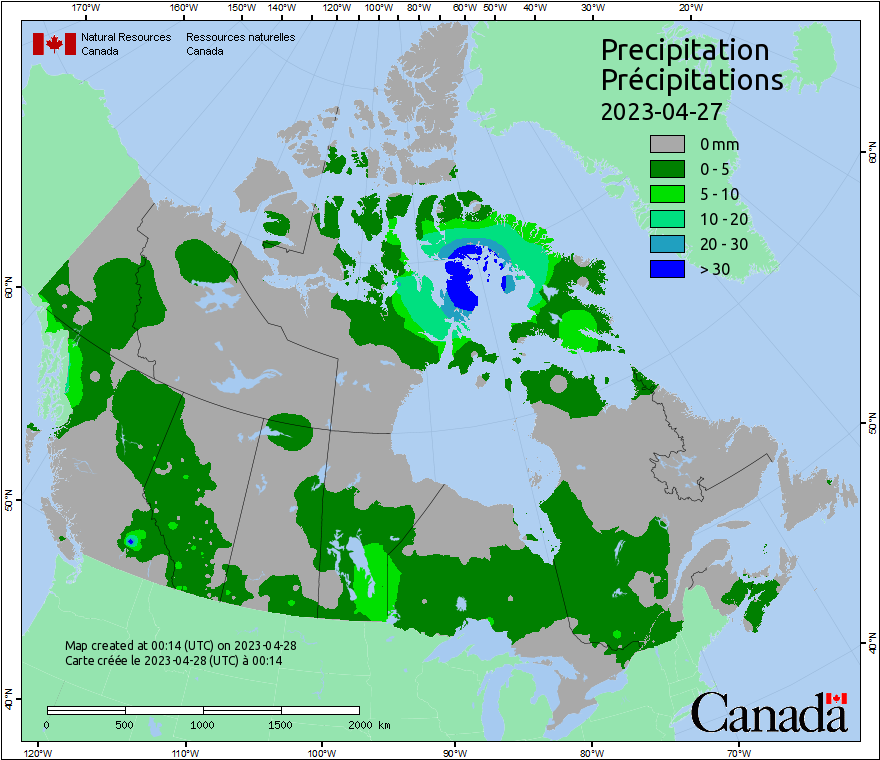 170°W 160°W 150°W 140°W 130°W 120°W 110°W 100°W 90°W 80°W 70°W 60°W 50°W 40°W 30°W 20°W
Natural Resources Canada
Ressources naturelles Canada
Precipitation
Précipitations
2023-04-27
0 mm
0 - 5
5 - 10
10 - 20
20 - 30
> 30
60°N
50°N
40°N
60°N
50°N
40°N
Map created at 00:14 (UTC) on 2023-04-28
Carte créée le 2023-04-28 (UTC) à 00:14
0 500 1000 1500 2000 km
Canada
120°W 110°W 100°W 90°W 80°W 70°W